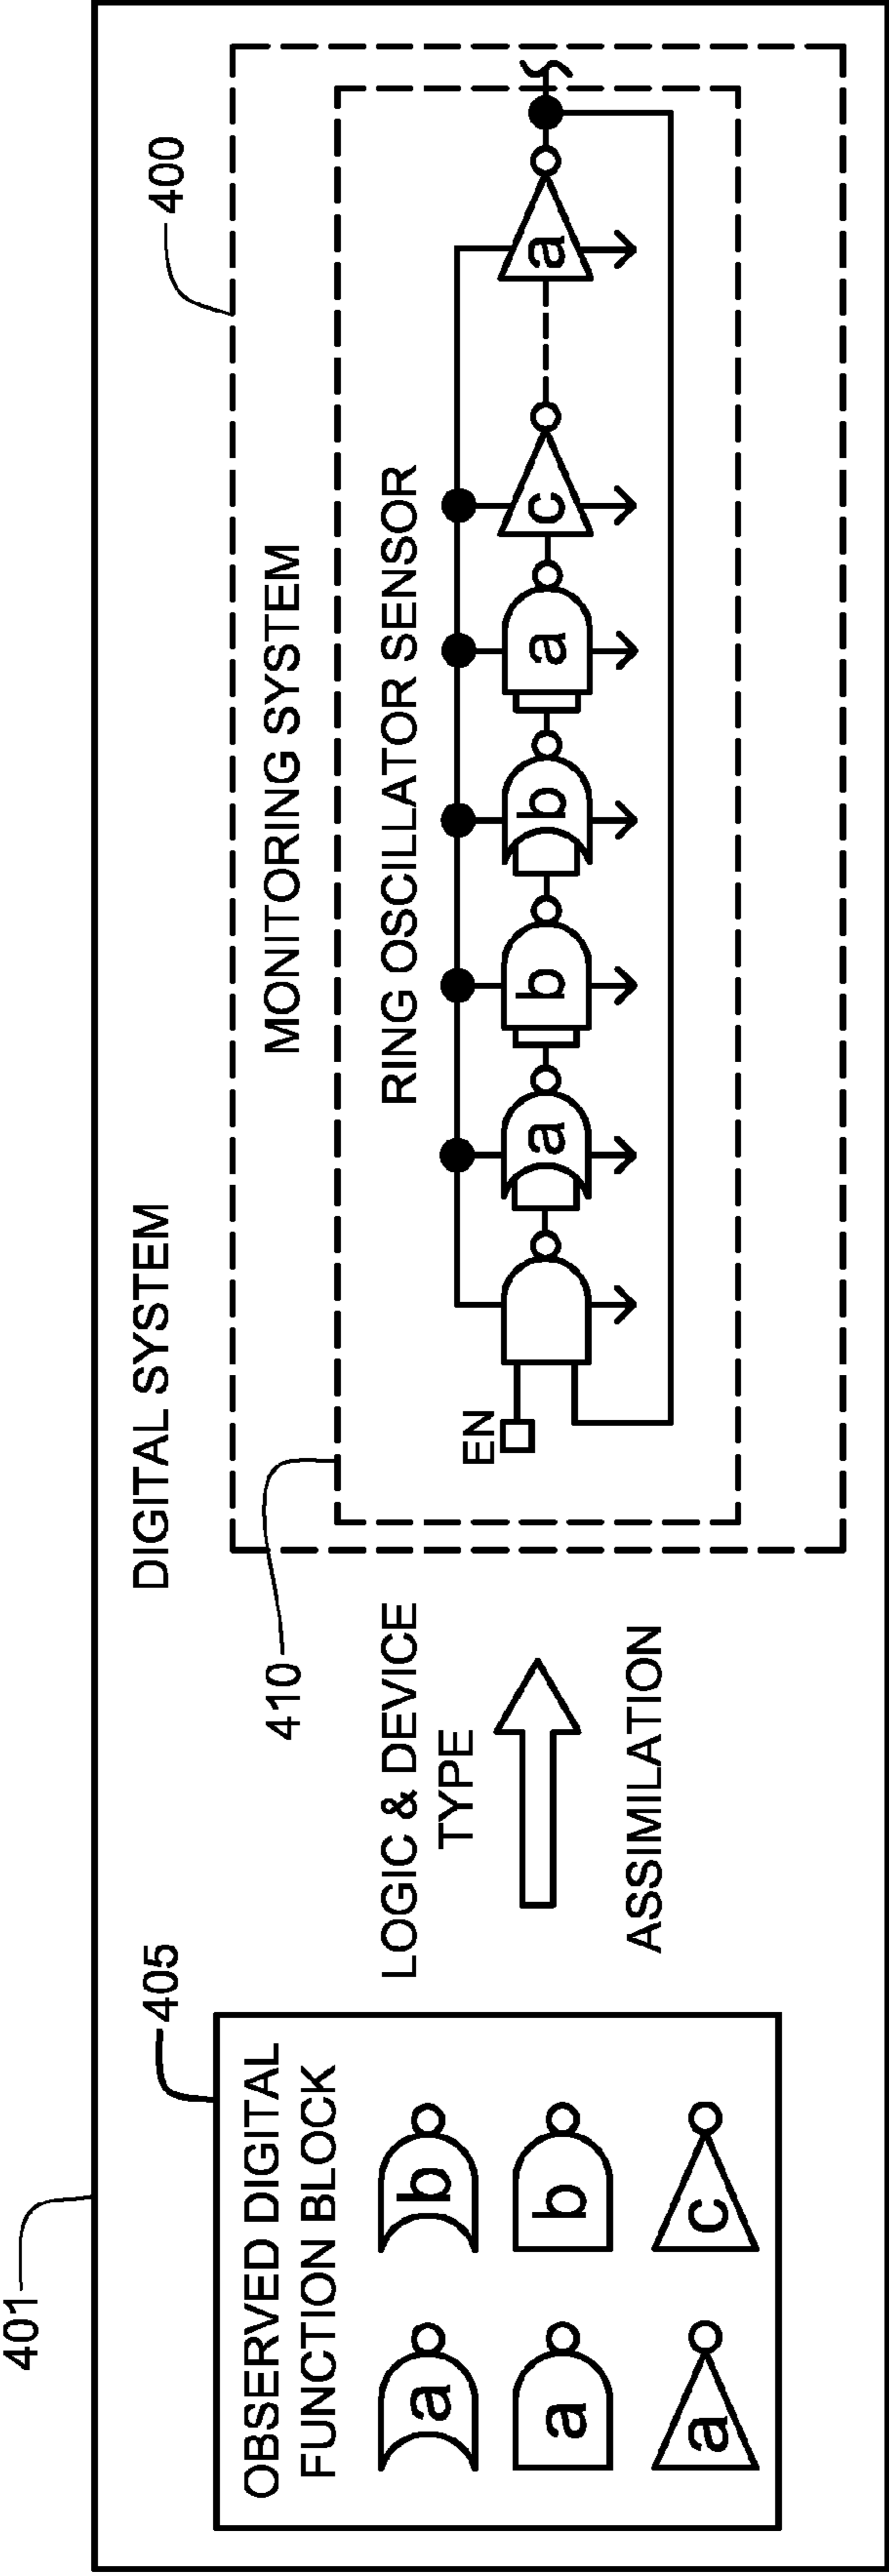 401
DIGITAL SYSTEM
405
OBSERVED DIGITAL
FUNCTION BLOCK
a
b
a
b
a
c
LOGIC & DEVICE
TYPE
ASSIMILATION
400
MONITORING SYSTEM
410
RING OSCILLATOR SENSOR
EN
a
b
b
a
c
a